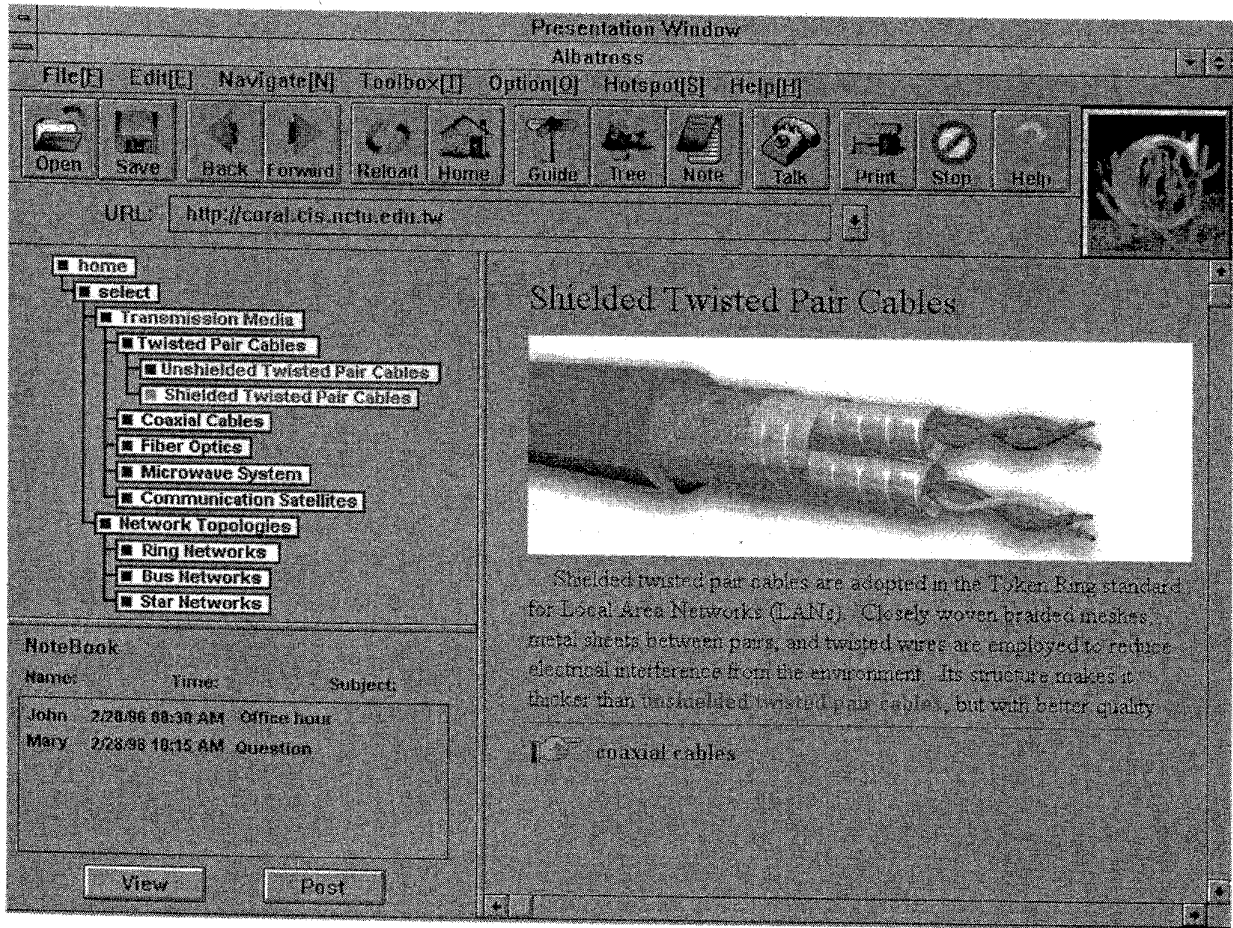 Presentation Window
Albatross
File[F] Edit[E] Navigate[N] Toolbox[T] Option[O] Hotspot[S] Help[H]
Open Save Back Forward Reload Home Guide Tree Note Talk Print Stop Help
URL: http://coral.cis.nctu.edu.tw
home
select
Transmission Media
Twisted Pair Cables
Unshielded Twisted Pair Cables
Shielded Twisted Pair Cables
Coaxial Cables
Fiber Optics
Microwave System
Communication Satellites
Network Topologies
Ring Networks
Bus Networks
Star Networks
NoteBook
Name: Time: Subject:
John 2/28/96 08:30 AM Office hour
Mary 2/28/96 10:15 AM Question
View Post
Shielded Twisted Pair Cables
Shielded twisted pair cables are adopted in the Token Ring standard
for Local Area Networks (LANs). Closely woven braided meshes,
metal sheets between pairs, and twisted wires are employed to reduce
electrical interference from the environment. Its structure makes it
thicker than unshielded twisted pair cables, but with better quality
coaxial cables